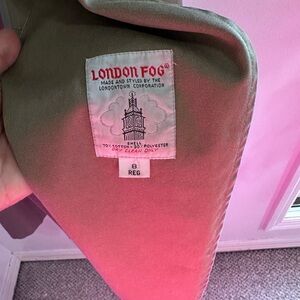 LONDON FOG®
MADE AND STYLED BY THE
LONDONTOWN CORPORATION
SHELL
70% COTTON 30% POLYESTER
DRY CLEAN ONLY
8
REG